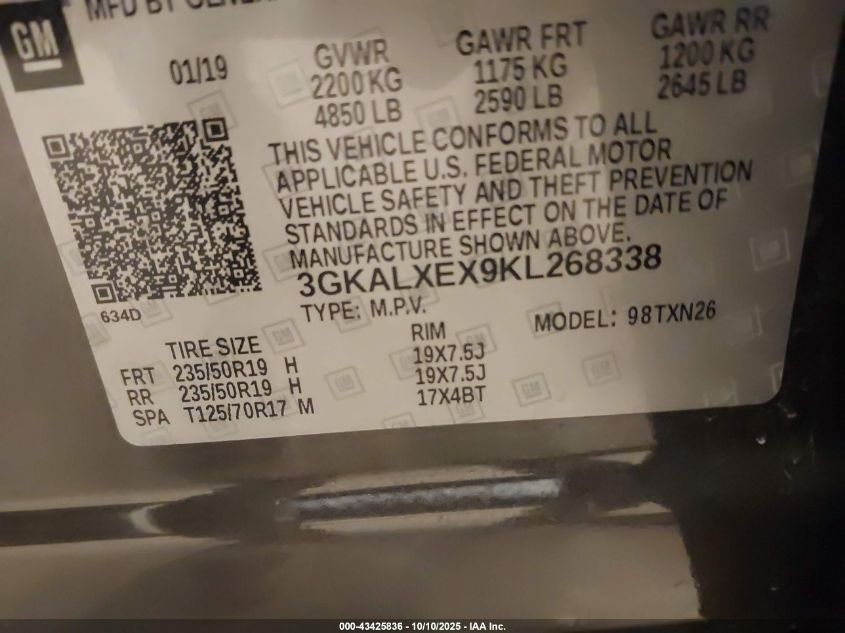 GM
MFD BY GENERA
01/19
GVWR
2200 KG
4850 LB
GAWR FRT
1175 KG
2590 LB
GAWR RR
1200 KG
2645 LB
THIS VEHICLE CONFORMS TO ALL
APPLICABLE U.S. FEDERAL MOTOR
VEHICLE SAFETY AND THEFT PREVENTION
STANDARDS IN EFFECT ON THE DATE OF
MANUFACTURE SHOWN ABOVE.
3GKALXEX9KL268338
634D
TYPE: M.P.V.
MODEL: 98TXN26
TIRE SIZE RIM
FRT 235/50R19 H 19X7.5J
RR 235/50R19 H 19X7.5J
SPA T125/70R17 M 17X4BT
000-43425836 - 10/10/2025 - IAA Inc.